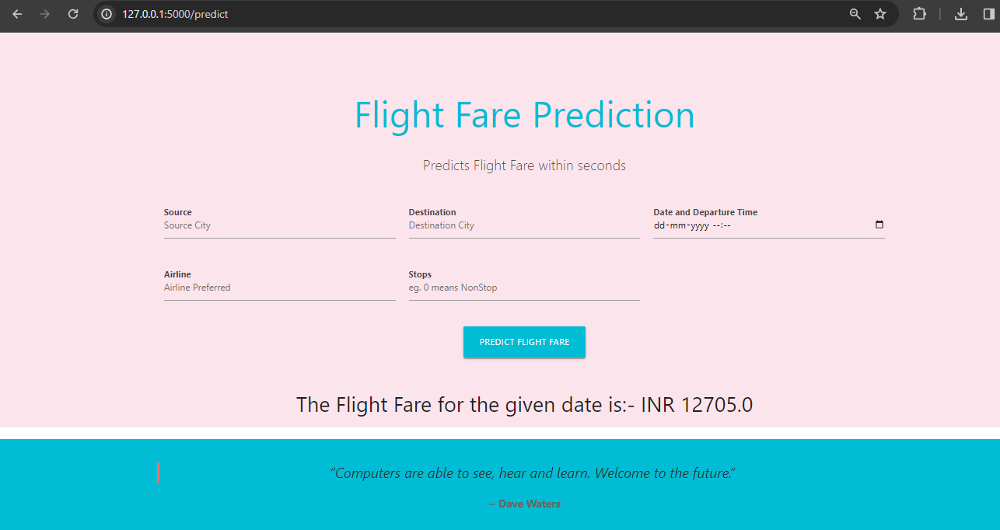 127.0.0.1:5000/predict
Flight Fare Prediction
Predicts Flight Fare within seconds
Source
Source City
Destination
Destination City
Date and Departure Time
dd-mm-yyyy --:--
Airline
Airline Preferred
Stops
eg. 0 means NonStop
PREDICT FLIGHT FARE
The Flight Fare for the given date is:- INR 12705.0
“Computers are able to see, hear and learn. Welcome to the future.”
~ Dave Waters